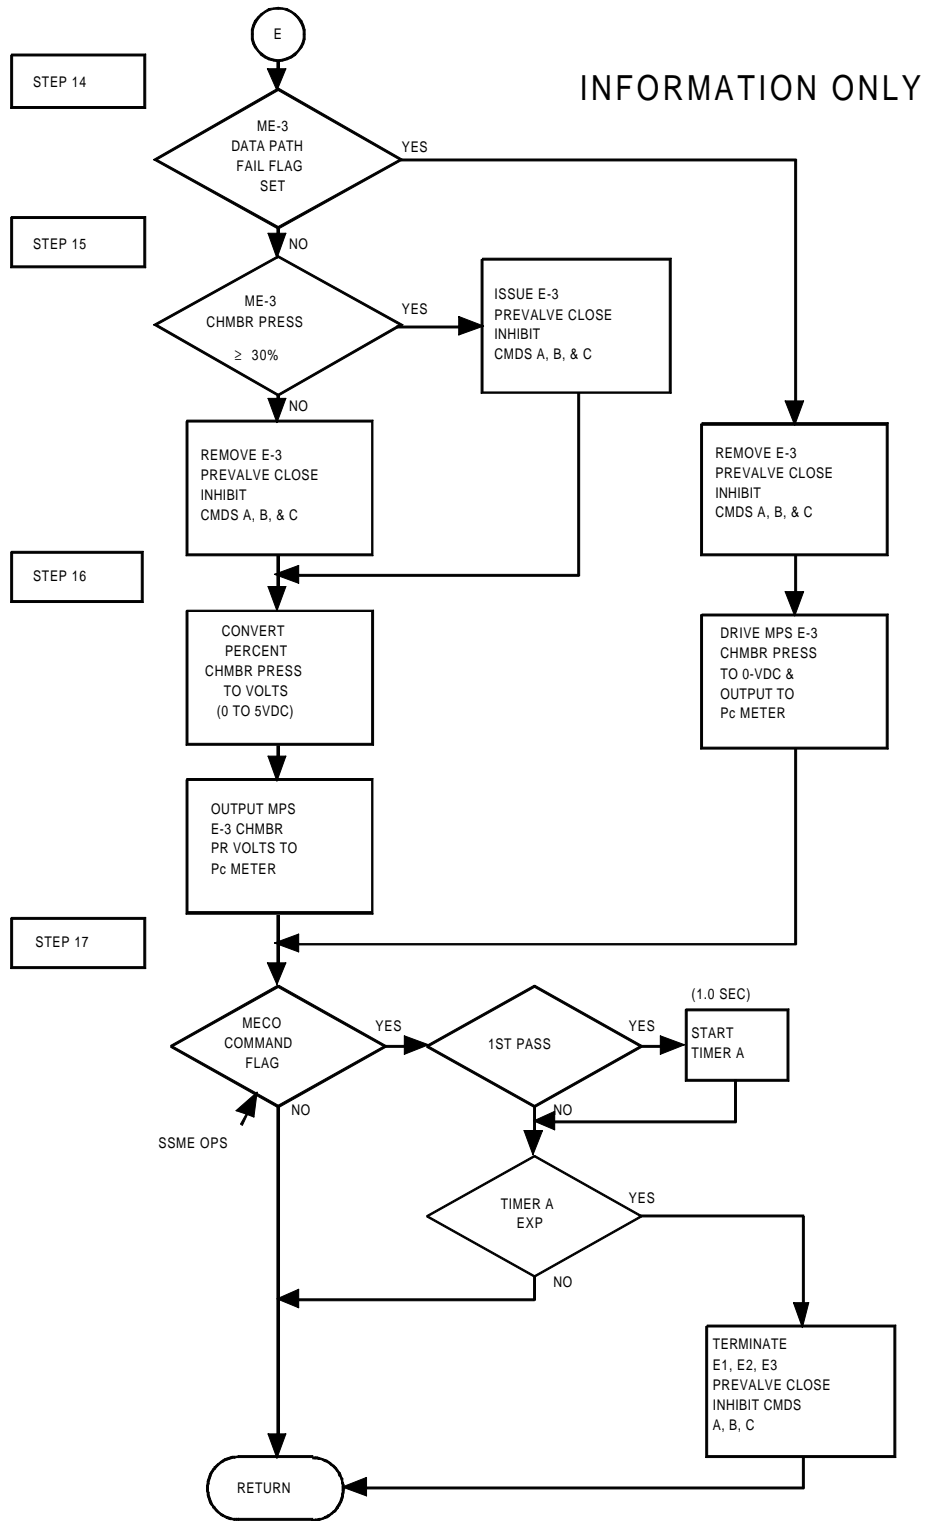 E
STEP 14
INFORMATION ONLY
ME-3
DATA PATH
FAIL FLAG
SET
YES
STEP 15
NO
ME-3
CHMBR PRESS
≥ 30%
YES
ISSUE E-3
PREVALVE CLOSE
INHIBIT
CMDS A, B, & C
NO
REMOVE E-3
PREVALVE CLOSE
INHIBIT
CMDS A, B, & C
REMOVE E-3
PREVALVE CLOSE
INHIBIT
CMDS A, B, & C
STEP 16
CONVERT
PERCENT
CHMBR PRESS
TO VOLTS
(0 TO 5VDC)
DRIVE MPS E-3
CHMBR PRESS
TO 0-VDC &
OUTPUT TO
Pc METER
OUTPUT MPS
E-3 CHMBR
PR VOLTS TO
Pc METER
STEP 17
MECO
COMMAND
FLAG
YES
1ST PASS
YES
(1.0 SEC)
START
TIMER A
NO
NO
SSME OPS
TIMER A
EXP
YES
NO
TERMINATE
E1, E2, E3
PREVALVE CLOSE
INHIBIT CMDS
A, B, C
RETURN